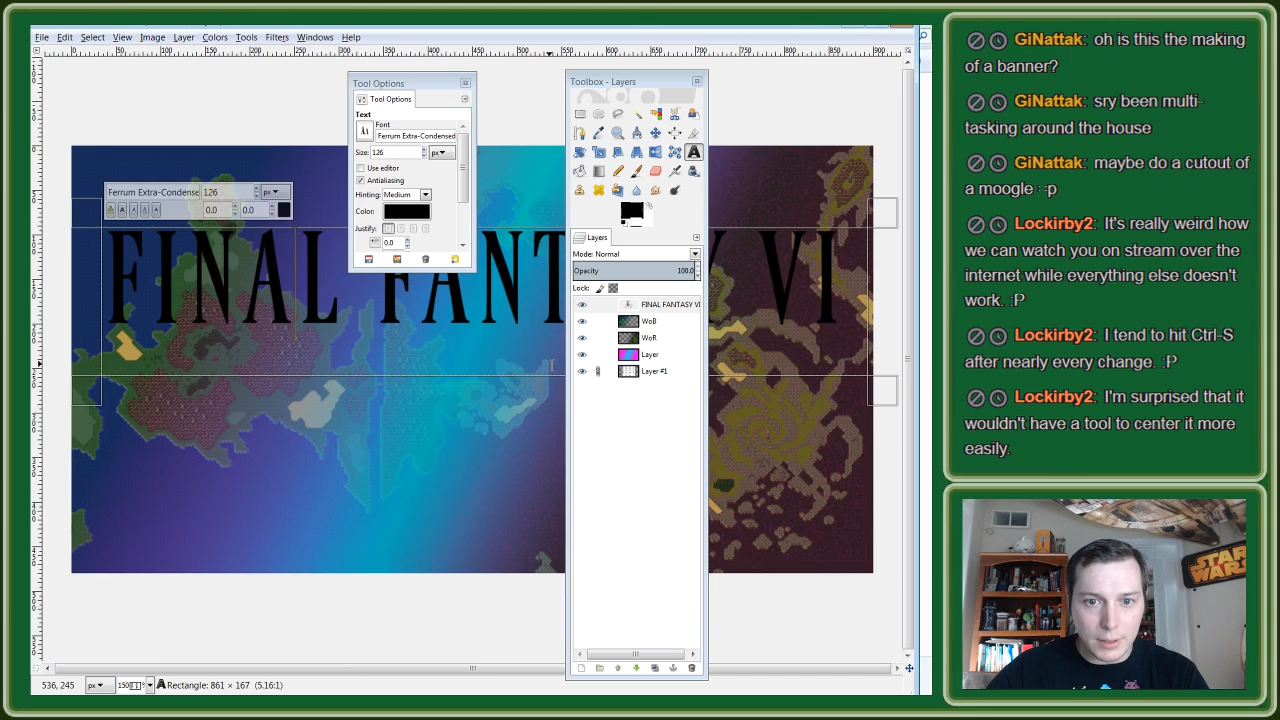 File Edit Select View Image Layer Colors Tools Filters Windows Help
Tool Options
Tool Options
Text
Font
Ferrum Extra-Condensed
Size: 126 px
Use editor
Antialiasing
Hinting: Medium
Color:
Justify:
0.0
Ferrum Extra-Condense 126 px
0.0 0.0
FINAL FANT Y VI
Toolbox - Layers
Layers
Mode: Normal
Opacity 100.0
Lock:
FINAL FANTASY VI
WoB
WoR
Layer
Layer #1
536, 245 px Rectangle: 861 × 167 (5.16:1)
GiNattak: oh is this the making
of a banner?
GiNattak: sry been multi-
tasking around the house
GiNattak: maybe do a cutout of
a moogle : :p
Lockirby2: It's really weird how
we can watch you on stream over the
internet while everything else doesn't
work. :P
Lockirby2: I tend to hit Ctrl-S
after nearly every change. :P
Lockirby2: I'm surprised that it
wouldn't have a tool to center it more
easily.
STAR
WARS